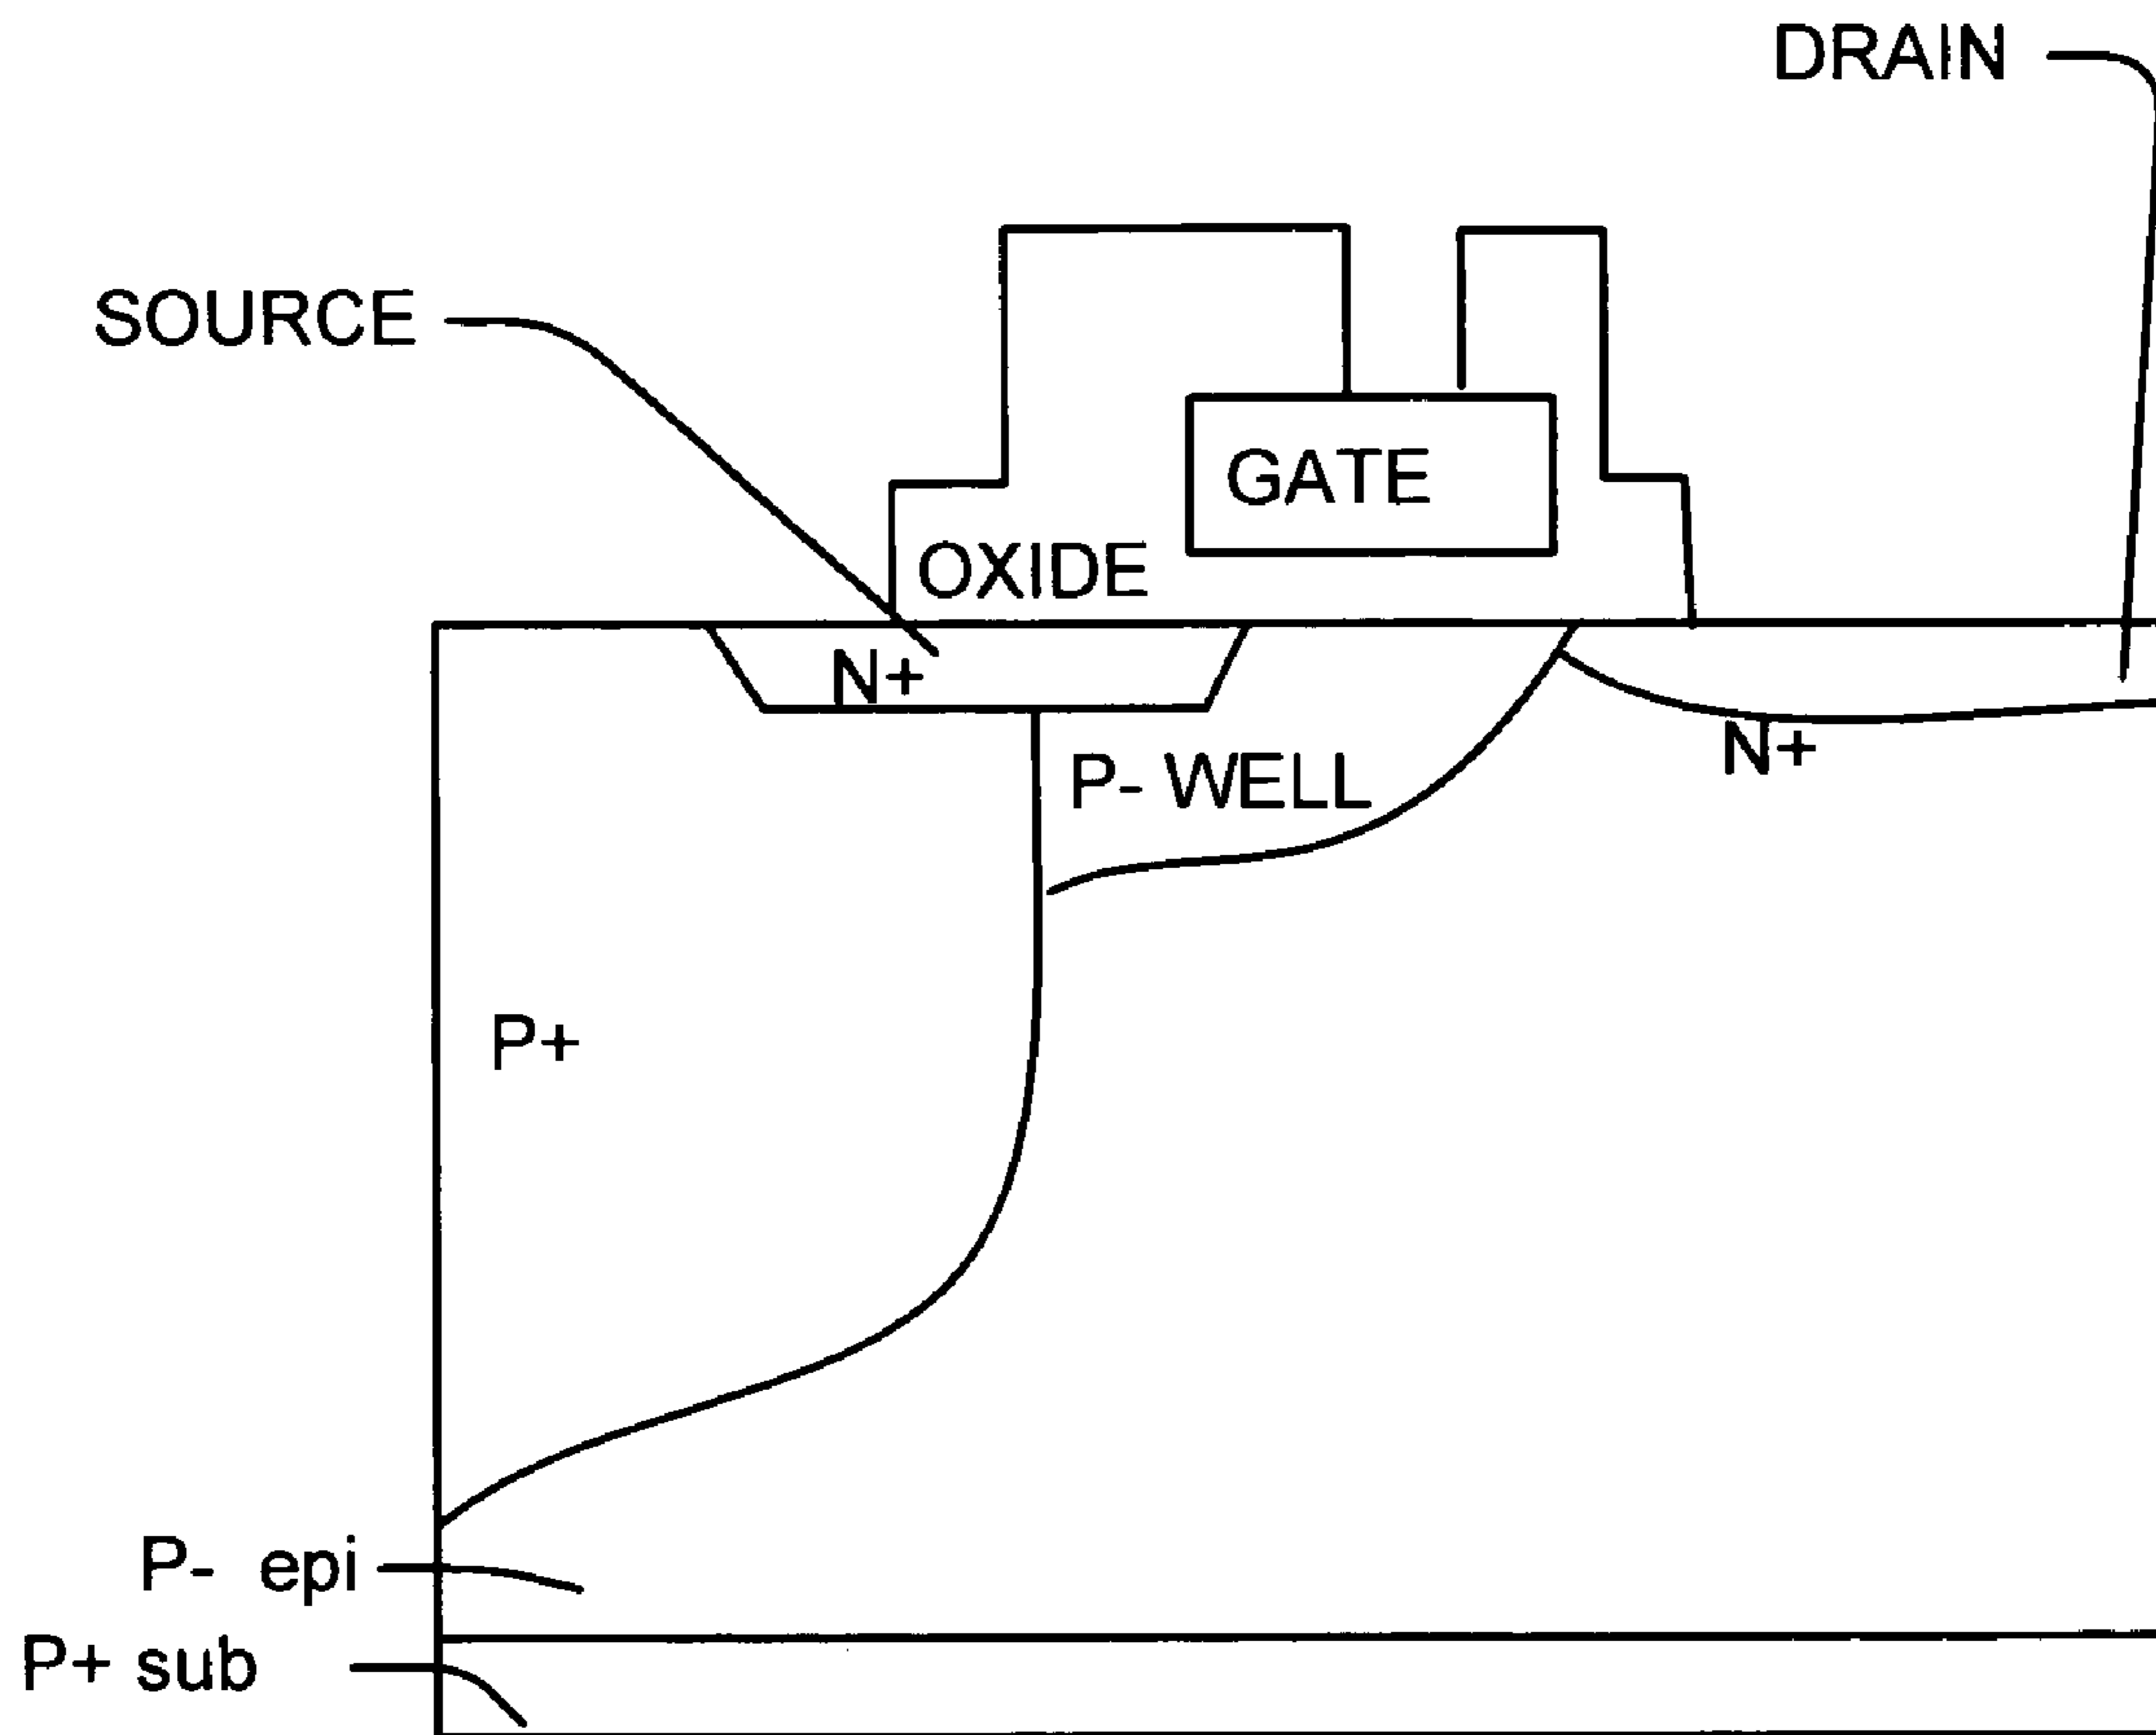 DRAIN
SOURCE
GATE
OXIDE
N+
P- WELL
N+
P+
P- epi
P+ sub